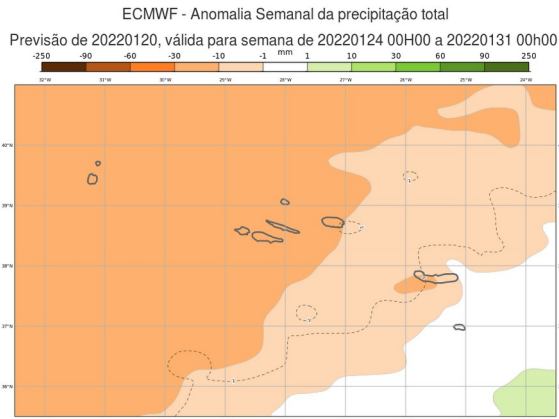 ECMWF - Anomalia Semanal da precipitação total
Previsão de 20220120, válida para semana de 20220124 00H00 a 20220131 00h00
mm
-250 -90 -60 -30 -10 -1 1 10 30 60 90 250
32°W 31°W 30°W 29°W 28°W 27°W 26°W 25°W 24°W
40°N
39°N
38°N
37°N
36°N